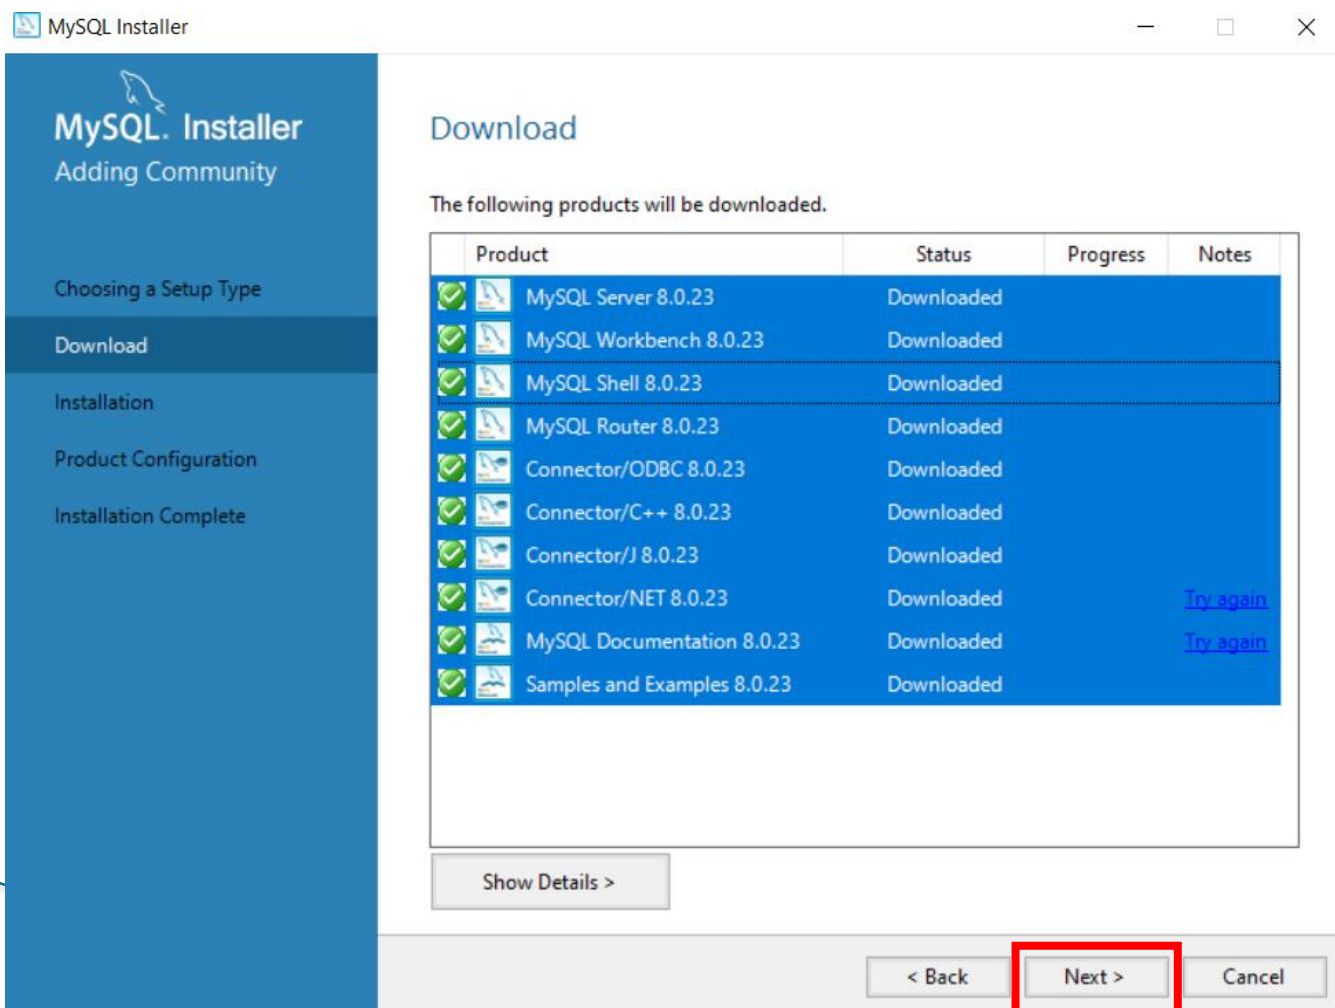 MySQL Installer
MySQL. Installer
Adding Community
Choosing a Setup Type
Download
Installation
Product Configuration
Installation Complete
Download
The following products will be downloaded.
Product Status Progress Notes
MySQL Server 8.0.23 Downloaded
MySQL Workbench 8.0.23 Downloaded
MySQL Shell 8.0.23 Downloaded
MySQL Router 8.0.23 Downloaded
Connector/ODBC 8.0.23 Downloaded
Connector/C++ 8.0.23 Downloaded
Connector/J 8.0.23 Downloaded
Connector/NET 8.0.23 Downloaded Try again
MySQL Documentation 8.0.23 Downloaded Try again
Samples and Examples 8.0.23 Downloaded
Show Details >
< Back Next > Cancel